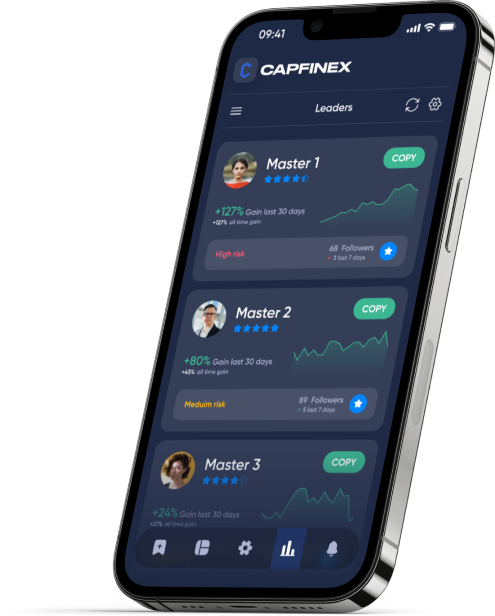 09:41
C CAPFINEX
Leaders
Master 1
COPY
+127% Gain last 30 days
+127% all time gain
High risk
68 Followers
3 last 7 days
Master 2
COPY
+80% Gain last 30 days
+45% all time gain
Meduim risk
89 Followers
5 last 7 days
Master 3
COPY
+24% Gain last 30 days
+27% all time gain